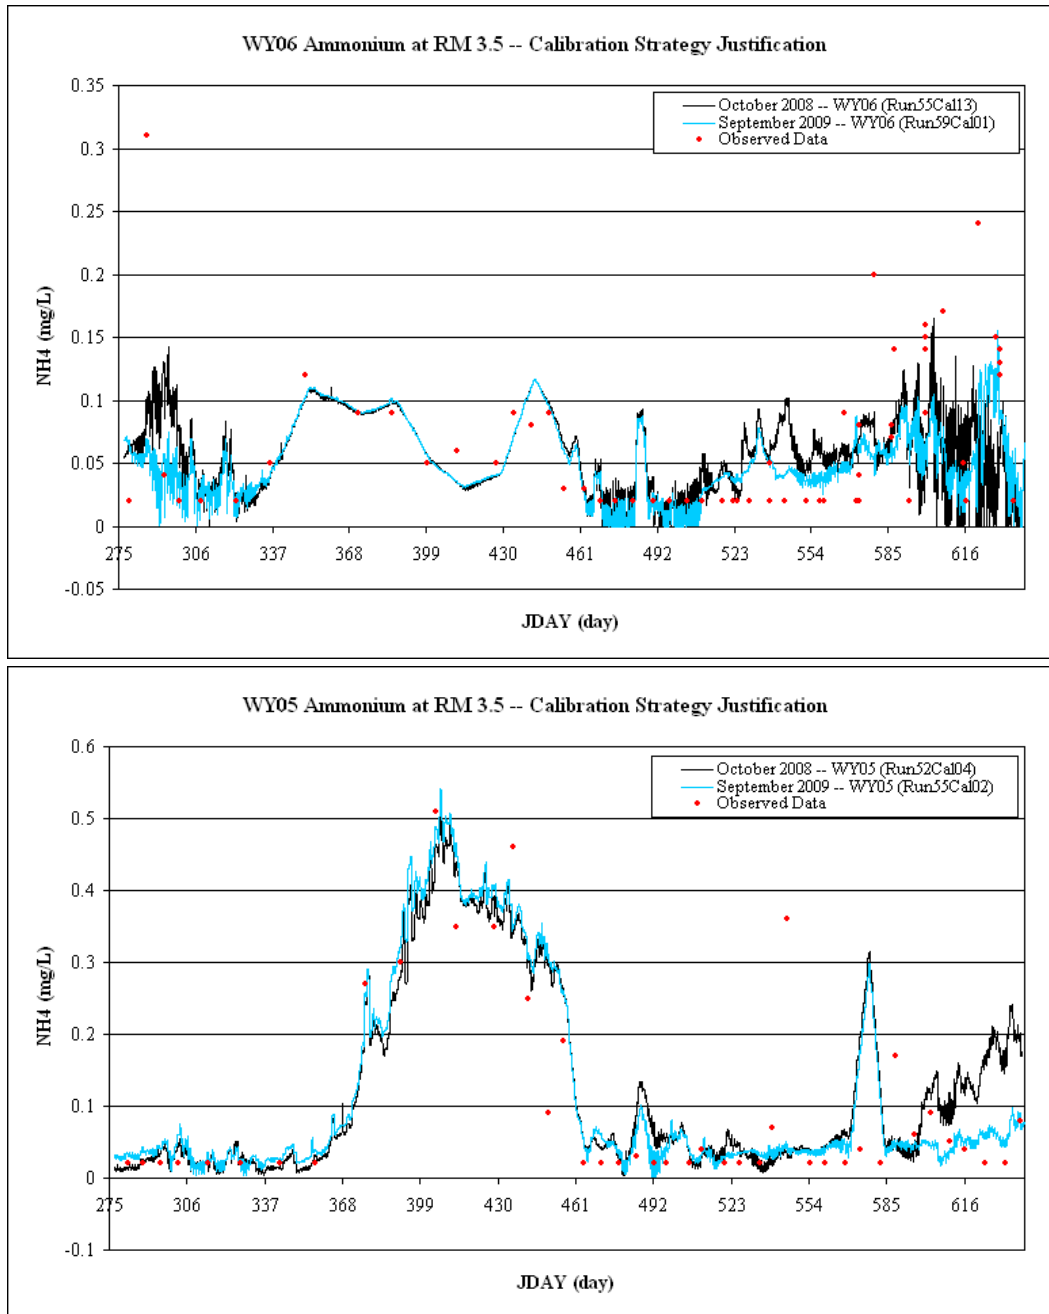 WY06 Ammonium at RM 3.5 -- Calibration Strategy Justification
October 2008 -- WY06 (Run55Cal13)
September 2009 -- WY06 (Run59Cal01)
Observed Data
NH4 (mg/L)
0.35
0.3
0.25
0.2
0.15
0.1
0.05
0
-0.05
275 306 337 368 399 430 461 492 523 554 585 616
JDAY (day)
WY05 Ammonium at RM 3.5 -- Calibration Strategy Justification
October 2008 -- WY05 (Run52Cal04)
September 2009 -- WY05 (Run55Cal02)
Observed Data
NH4 (mg/L)
0.6
0.5
0.4
0.3
0.2
0.1
0
-0.1
275 306 337 368 399 430 461 492 523 554 585 616
JDAY (day)